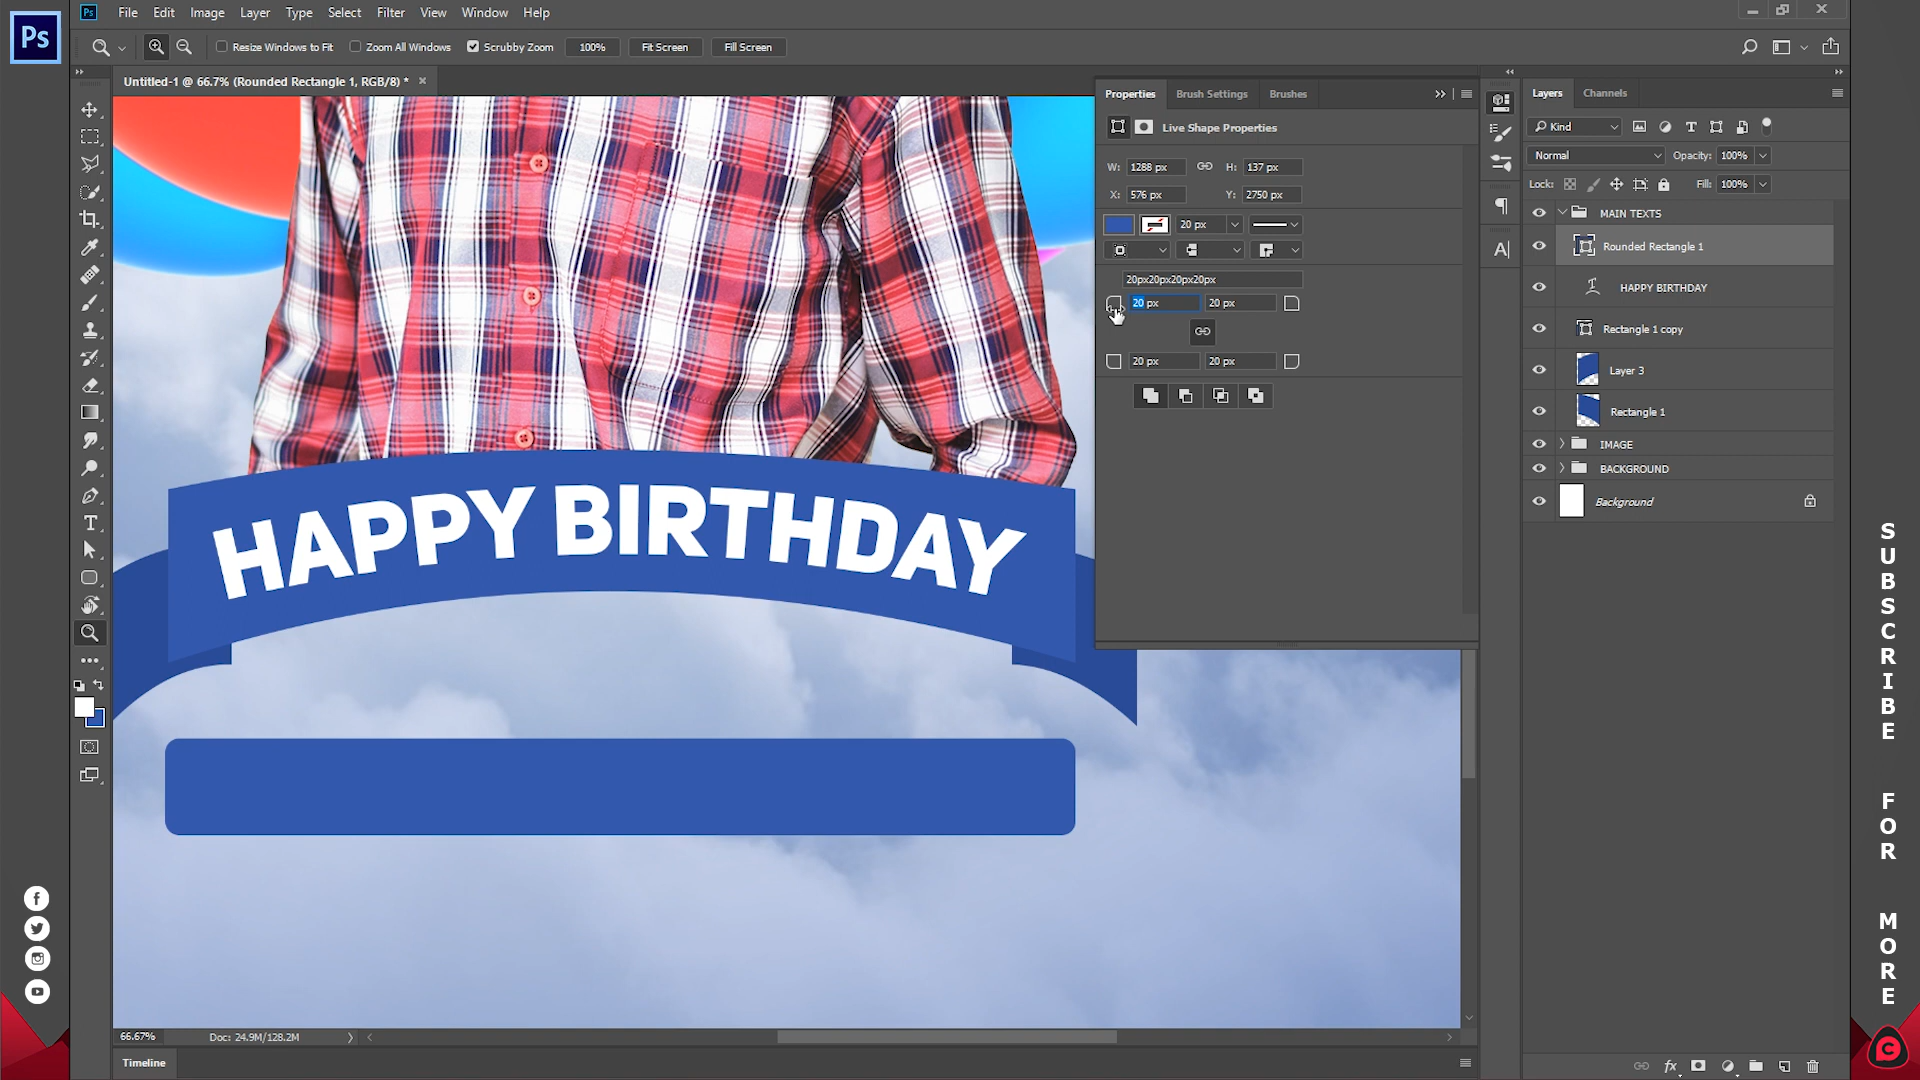 Ps
Ps File Edit Image Layer Type Select Filter View Window Help
Resize Windows to Fit Zoom All Windows Scrubby Zoom 100% Fit Screen Fill Screen
Untitled-1 @ 66.7% (Rounded Rectangle 1, RGB/8) *
Properties Brush Settings Brushes
Live Shape Properties
W: 1288 px H: 137 px
X: 576 px Y: 2750 px
20 px
20px20px20px20px
20 px 20 px
20 px 20 px
Layers Channels
Kind
Normal Opacity: 100%
Lock: Fill: 100%
MAIN TEXTS
Rounded Rectangle 1
HAPPY BIRTHDAY
Rectangle 1 copy
Layer 3
Rectangle 1
IMAGE
BACKGROUND
Background
HAPPY BIRTHDAY
66.67% Doc: 24.9M/128.2M
Timeline
SUBSCRIBE
FOR
MORE